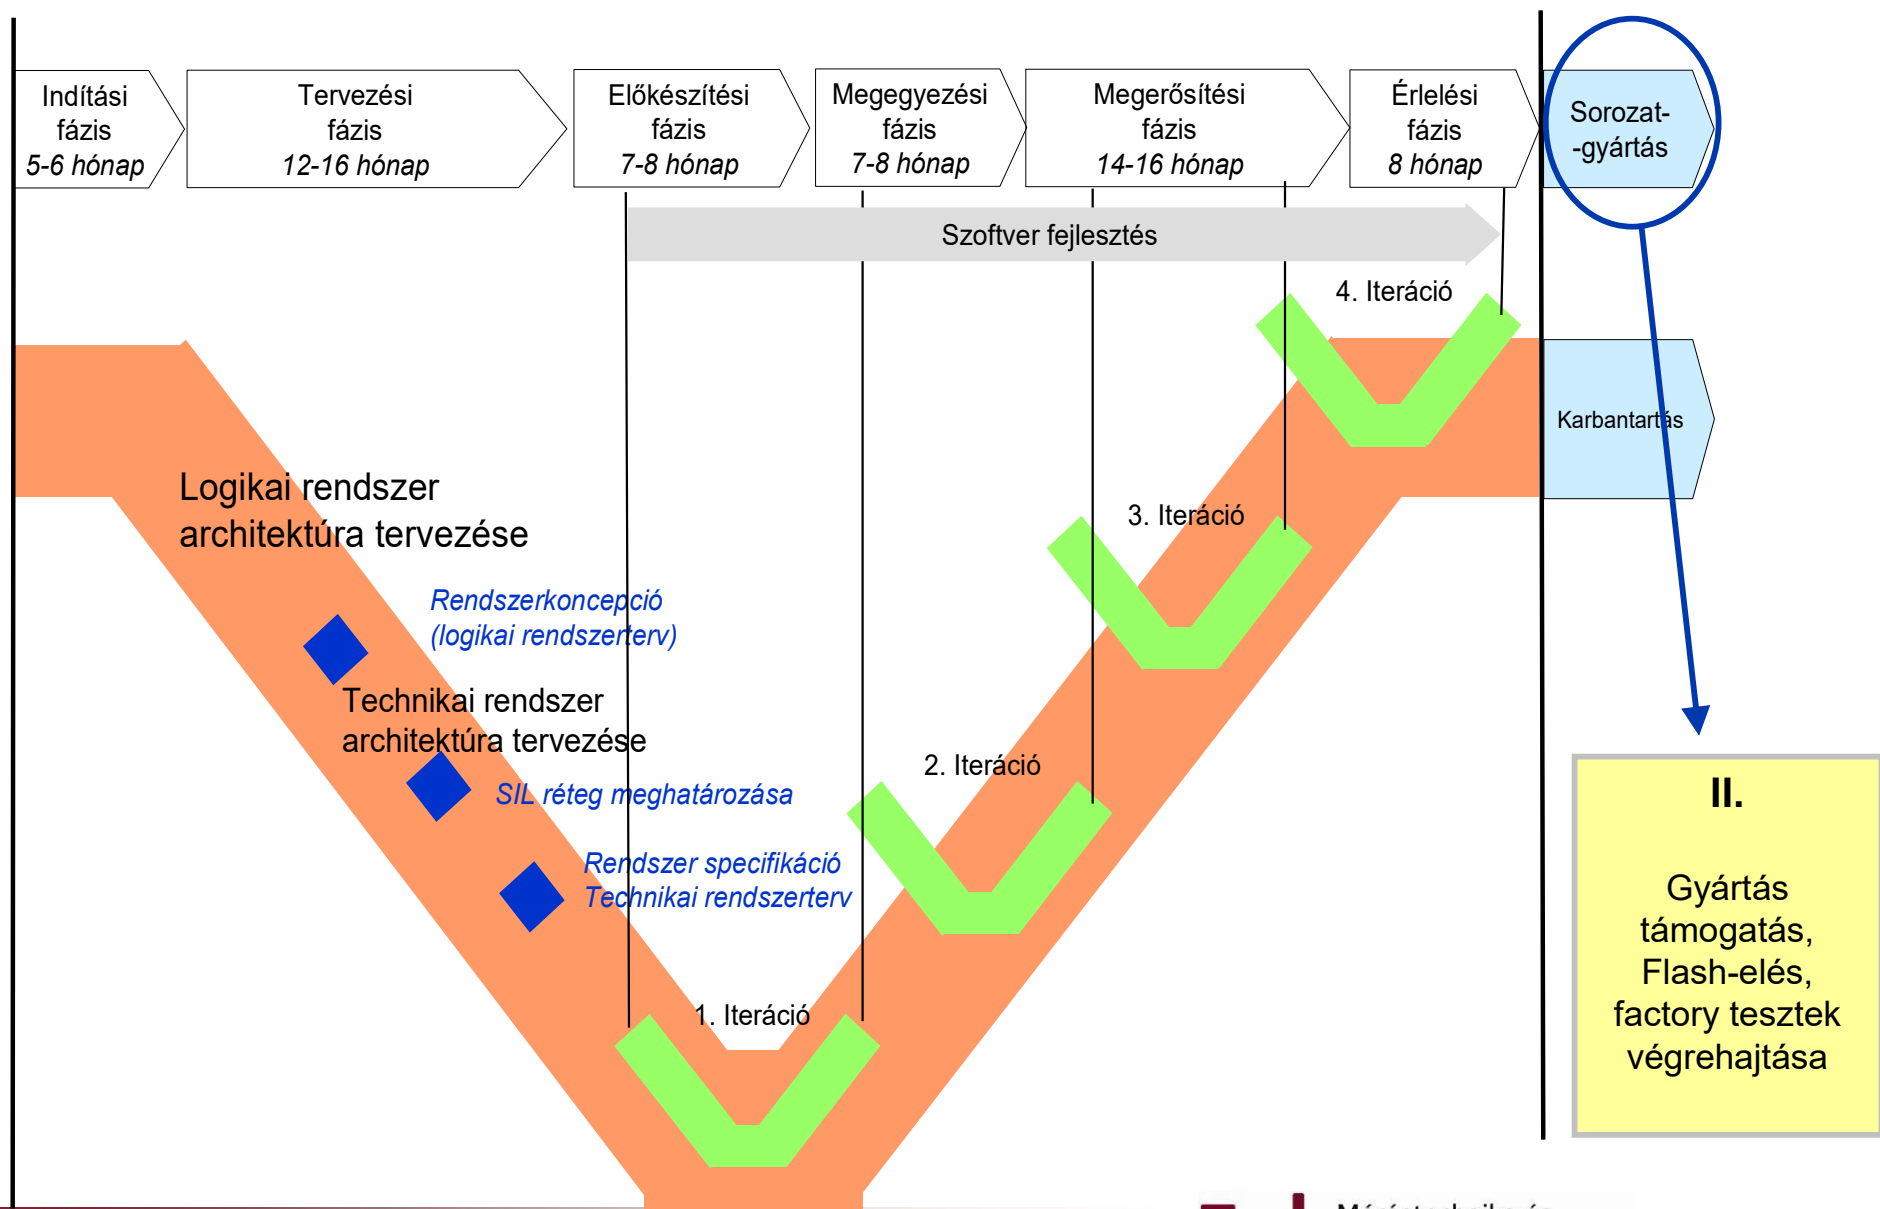 Indítási
fázis
5-6 hónap
Tervezési
fázis
12-16 hónap
Előkészítési
fázis
7-8 hónap
Megegyezési
fázis
7-8 hónap
Megerősítési
fázis
14-16 hónap
Érlelési
fázis
8 hónap
Sorozat-
-gyártás
Szoftver fejlesztés
4. Iteráció
Karbantartás
Logikai rendszer
architektúra tervezése
3. Iteráció
Rendszerkoncepció
(logikai rendszerterv)
Technikai rendszer
architektúra tervezése
2. Iteráció
SIL réteg meghatározása
Rendszer specifikáció
Technikai rendszerterv
1. Iteráció
II.
Gyártás
támogatás,
Flash-elés,
factory tesztek
végrehajtása